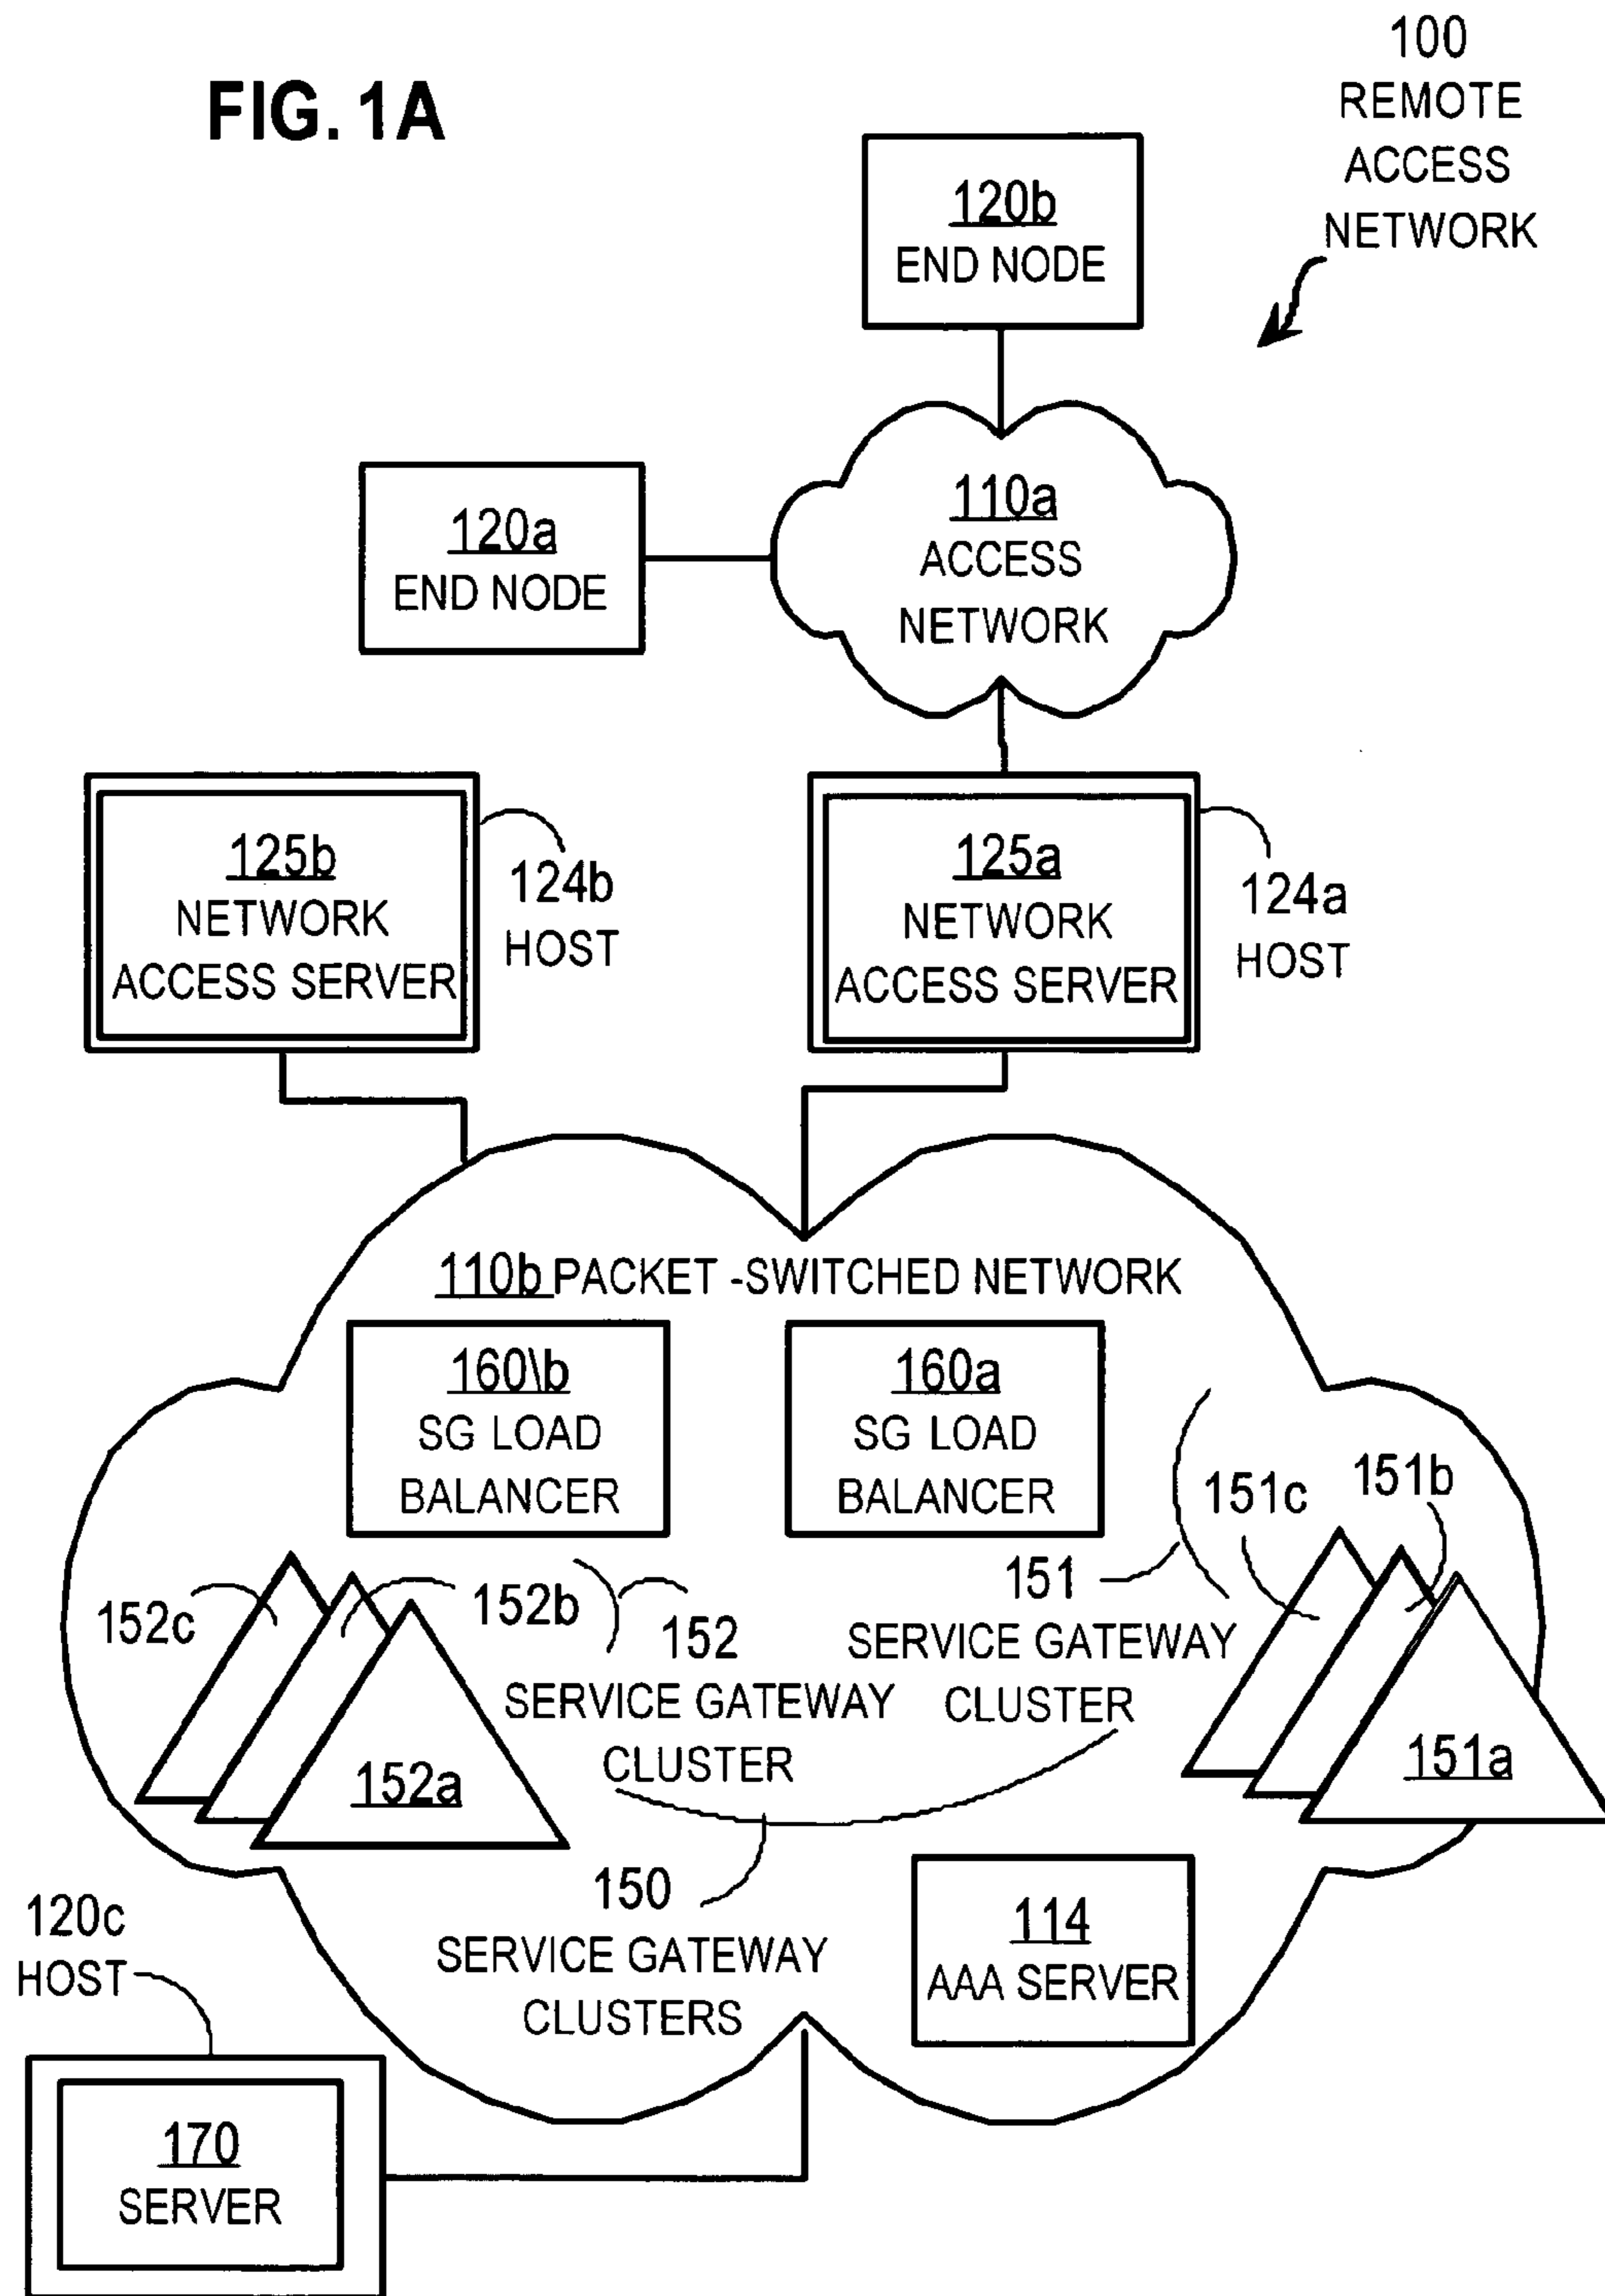 FIG. 1A
100
REMOTE
ACCESS
NETWORK
120b
END NODE
110a
ACCESS
NETWORK
120a
END NODE
125b
NETWORK
ACCESS SERVER
124b
HOST
125a
NETWORK
ACCESS SERVER
124a
HOST
110b PACKET -SWITCHED NETWORK
160\b
SG LOAD
BALANCER
160a
SG LOAD
BALANCER
151c
151b
151
SERVICE GATEWAY
CLUSTER
151a
152c
152b
152
SERVICE GATEWAY
CLUSTER
152a
150
SERVICE GATEWAY
CLUSTERS
114
AAA SERVER
120c
HOST
170
SERVER